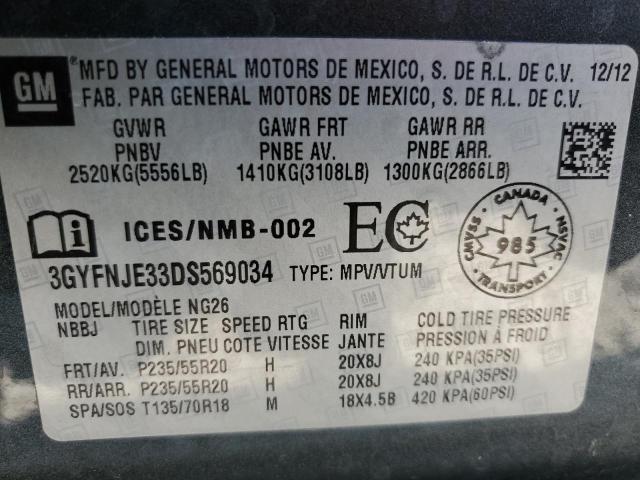 GM
®MFD BY GENERAL MOTORS DE MEXICO, S. DE R.L. DE C.V. 12/12
FAB. PAR GENERAL MOTORS DE MEXICO, S. DE R.L. DE C.V.
GVWR GAWR FRT GAWR RR
PNBV PNBE AV. PNBE ARR.
2520KG(5556LB) 1410KG(3108LB) 1300KG(2866LB)
ICES/NMB-002 EC
CANADA
CMVSS 985 NSVAC
TRANSPORT
3GYFNJE33DS569034 TYPE: MPV/VTUM
MODEL/MODÈLE NG26
NBBJ TIRE SIZE SPEED RTG RIM COLD TIRE PRESSURE
DIM. PNEU COTE VITESSE JANTE PRESSION À FROID
FRT/AV. P235/55R20 H 20X8J 240 KPA(35PSI)
RR/ARR. P235/55R20 H 20X8J 240 KPA(35PSI)
SPA/SOS T135/70R18 M 18X4.5B 420 KPA(60PSI)